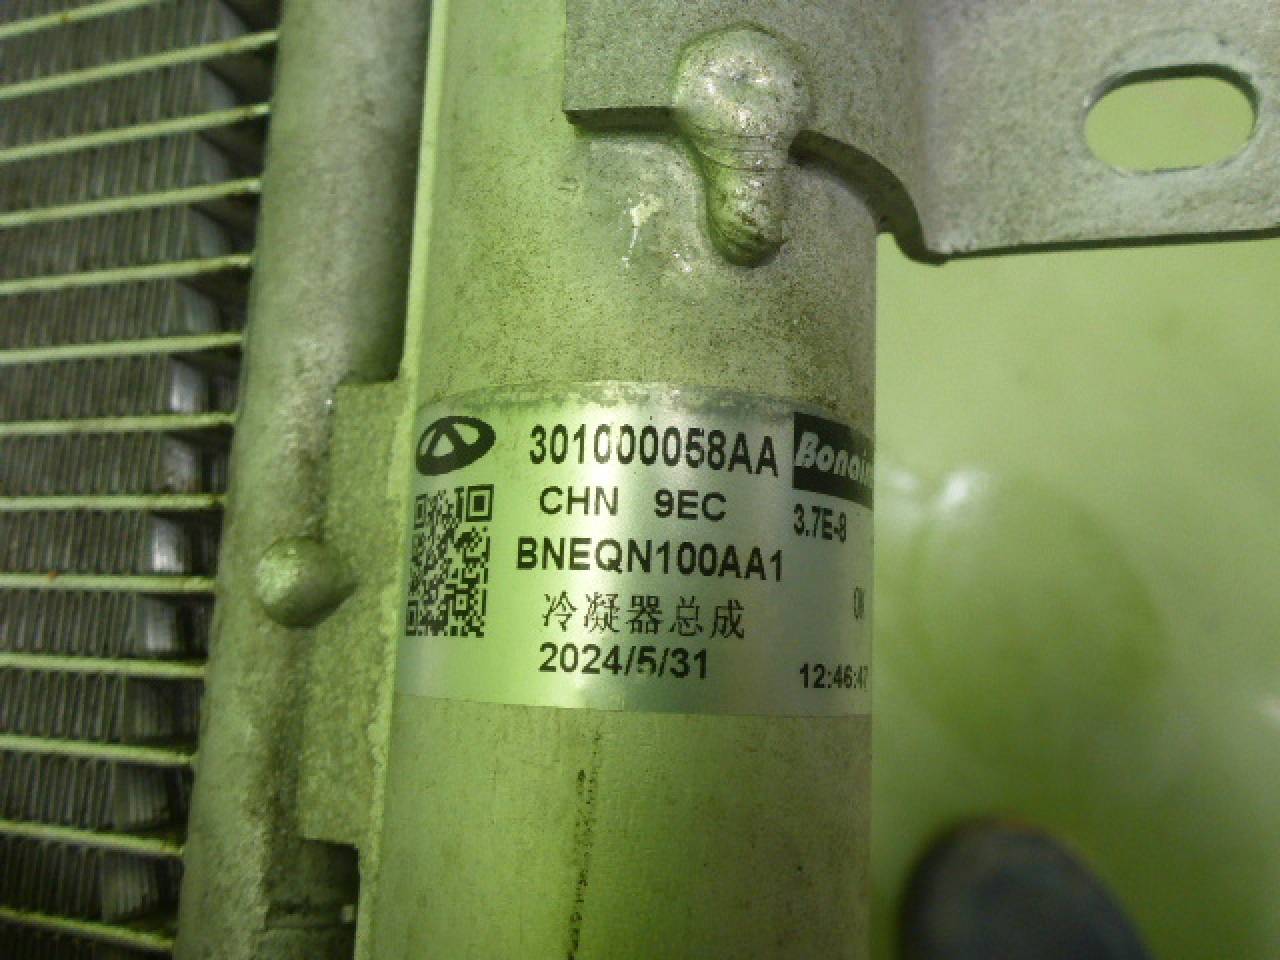 301000058AA
CHN 9EC
3.7E-8
BNEQN100AA1
冷凝器总成
2024/5/31
12:46:47